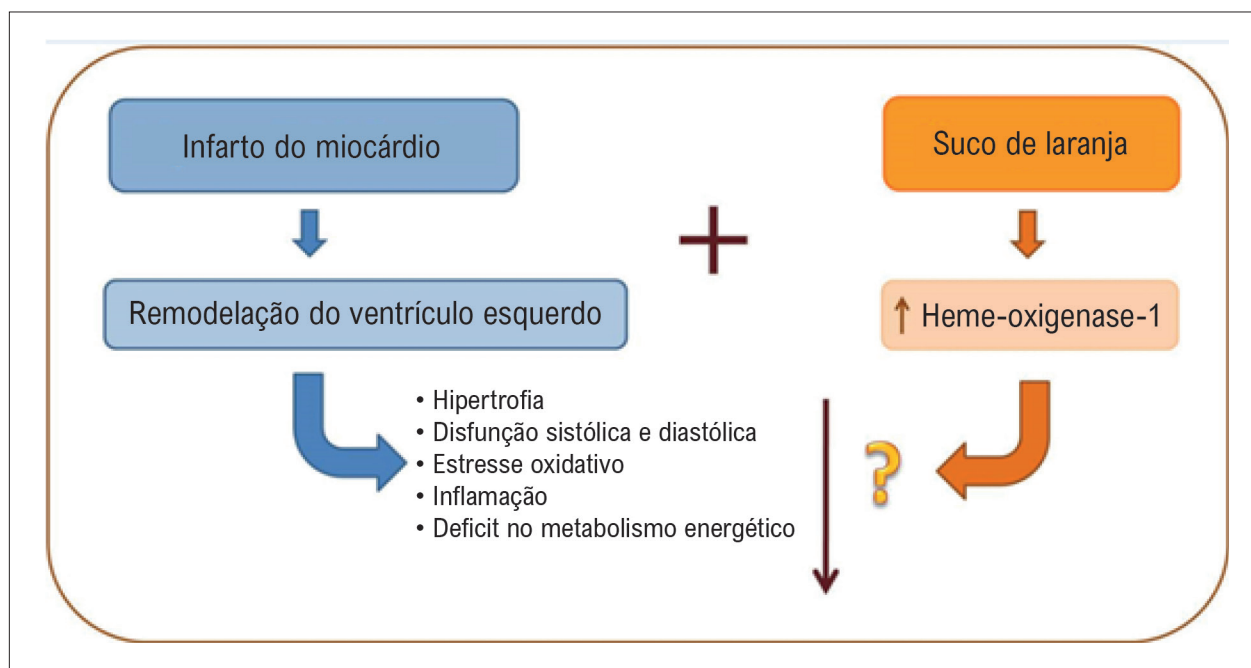 Infarto do miocárdio
Remodelação do ventrículo esquerdo
• Hipertrofia
• Disfunção sistólica e diastólica
• Estresse oxidativo
• Inflamação
• Deficit no metabolismo energético
+
Suco de laranja
↑ Heme-oxigenase-1
?